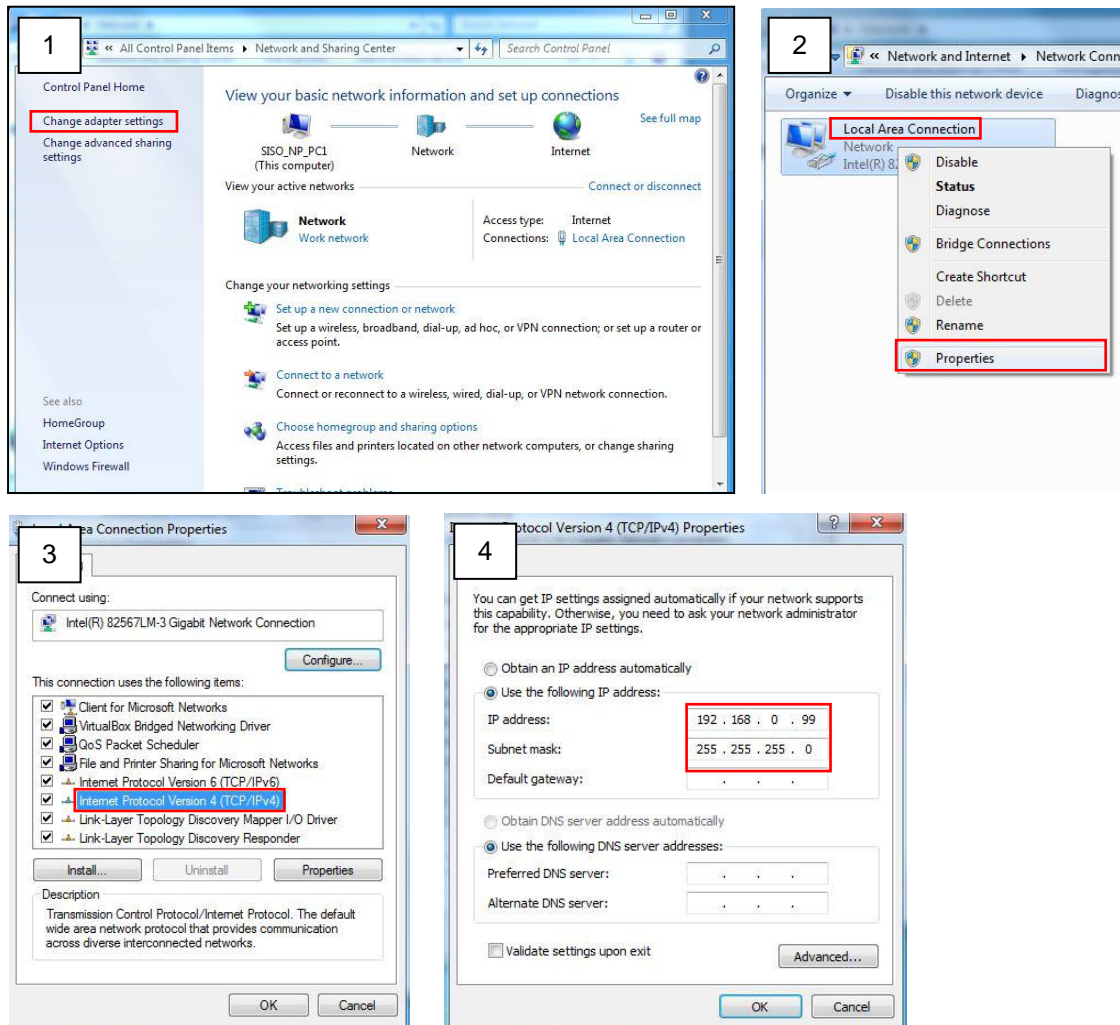 1
« All Control Panel Items ▸ Network and Sharing Center
Search Control Panel
Control Panel Home
Change adapter settings
Change advanced sharing
settings
See also
HomeGroup
Internet Options
Windows Firewall
View your basic network information and set up connections
See full map
SISO_NP_PC1
(This computer)
Network
Internet
View your active networks
Connect or disconnect
Network
Work network
Access type: Internet
Connections: Local Area Connection
Change your networking settings
Set up a new connection or network
Set up a wireless, broadband, dial-up, ad hoc, or VPN connection; or set up a router or
access point.
Connect to a network
Connect or reconnect to a wireless, wired, dial-up, or VPN network connection.
Choose homegroup and sharing options
Access files and printers located on other network computers, or change sharing
settings.
2
« Network and Internet ▸ Network Conn
Organize Disable this network device Diagnos
Local Area Connection
Network
Intel(R) 8
Disable
Status
Diagnose
Bridge Connections
Create Shortcut
Delete
Rename
Properties
3
ea Connection Properties
Connect using:
Intel(R) 82567LM-3 Gigabit Network Connection
Configure...
This connection uses the following items:
Client for Microsoft Networks
VirtualBox Bridged Networking Driver
QoS Packet Scheduler
File and Printer Sharing for Microsoft Networks
Internet Protocol Version 6 (TCP/IPv6)
Internet Protocol Version 4 (TCP/IPv4)
Link-Layer Topology Discovery Mapper I/O Driver
Link-Layer Topology Discovery Responder
Install... Uninstall Properties
Description
Transmission Control Protocol/Internet Protocol. The default
wide area network protocol that provides communication
across diverse interconnected networks.
OK Cancel
4
otocol Version 4 (TCP/IPv4) Properties
You can get IP settings assigned automatically if your network supports
this capability. Otherwise, you need to ask your network administrator
for the appropriate IP settings.
Obtain an IP address automatically
Use the following IP address:
IP address: 192 . 168 . 0 . 99
Subnet mask: 255 . 255 . 255 . 0
Default gateway: . . .
Obtain DNS server address automatically
Use the following DNS server addresses:
Preferred DNS server: . . .
Alternate DNS server: . . .
Validate settings upon exit
Advanced...
OK Cancel